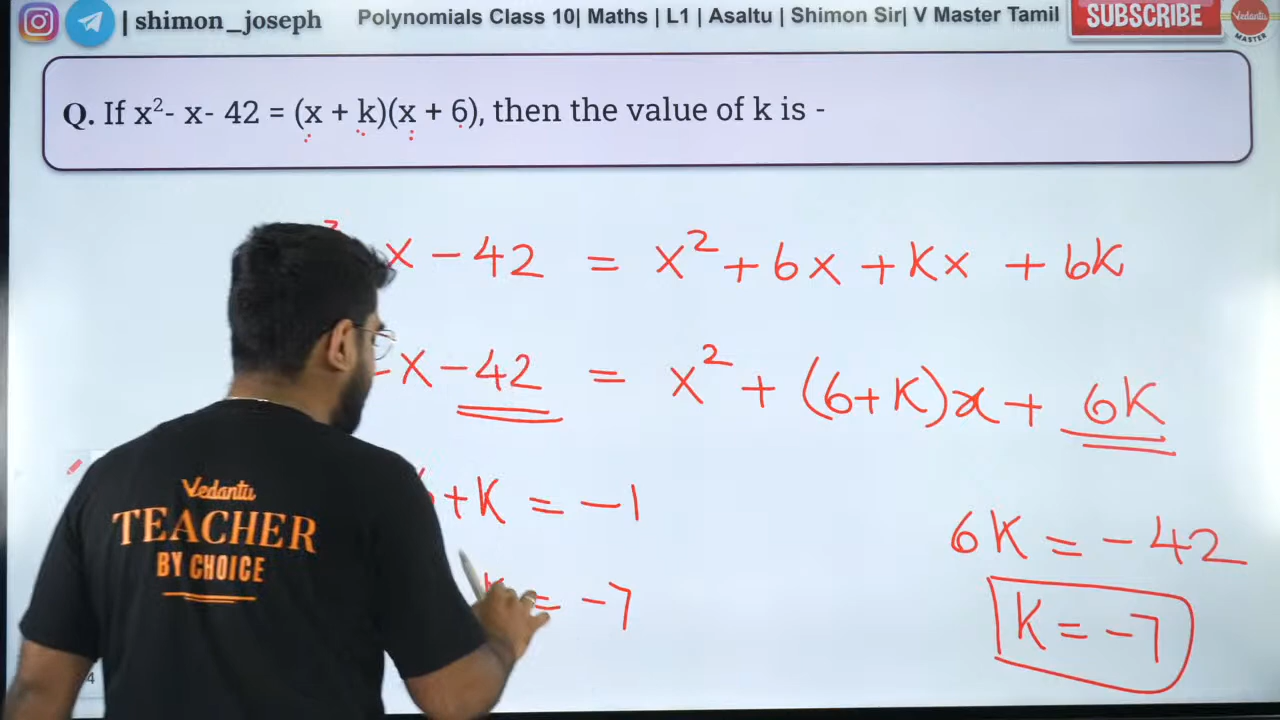 | shimon_joseph
Polynomials Class 10| Maths | L1 | Asaltu | Shimon Sir| V Master Tamil
SUBSCRIBE
Vedantu
MASTER
Q. If x²- x- 42 = (x + k)(x + 6), then the value of k is -
x - 42 = x² + 6x + kx + 6k
- x - 42 = x² + (6+k)x + 6k
+k = -1
6k = -42
= -7
k = -7
Vedantu
TEACHER
BY CHOICE